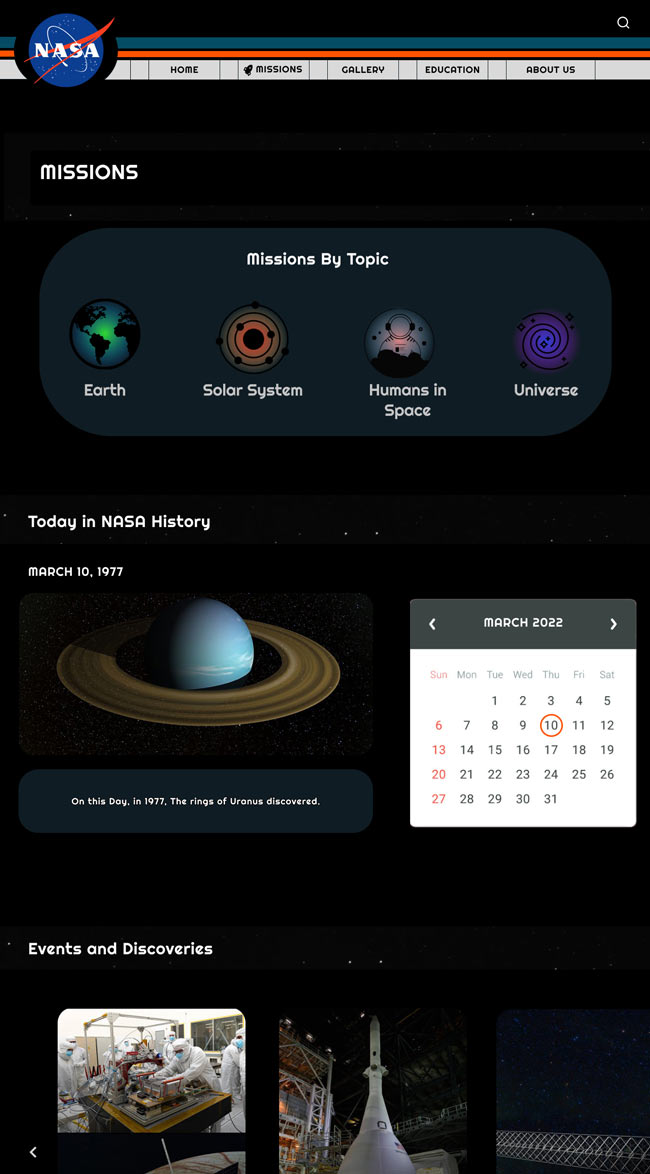 NASA
HOME MISSIONS GALLERY EDUCATION ABOUT US
MISSIONS
Missions By Topic
Earth
Solar System
Humans in
Space
Universe
Today in NASA History
MARCH 10, 1977
On this Day, in 1977, The rings of Uranus discovered.
MARCH 2022
Sun Mon Tue Wed Thu Fri Sat
1 2 3 4 5
6 7 8 9 10 11 12
13 14 15 16 17 18 19
20 21 22 23 24 25 26
27 28 29 30 31
Events and Discoveries